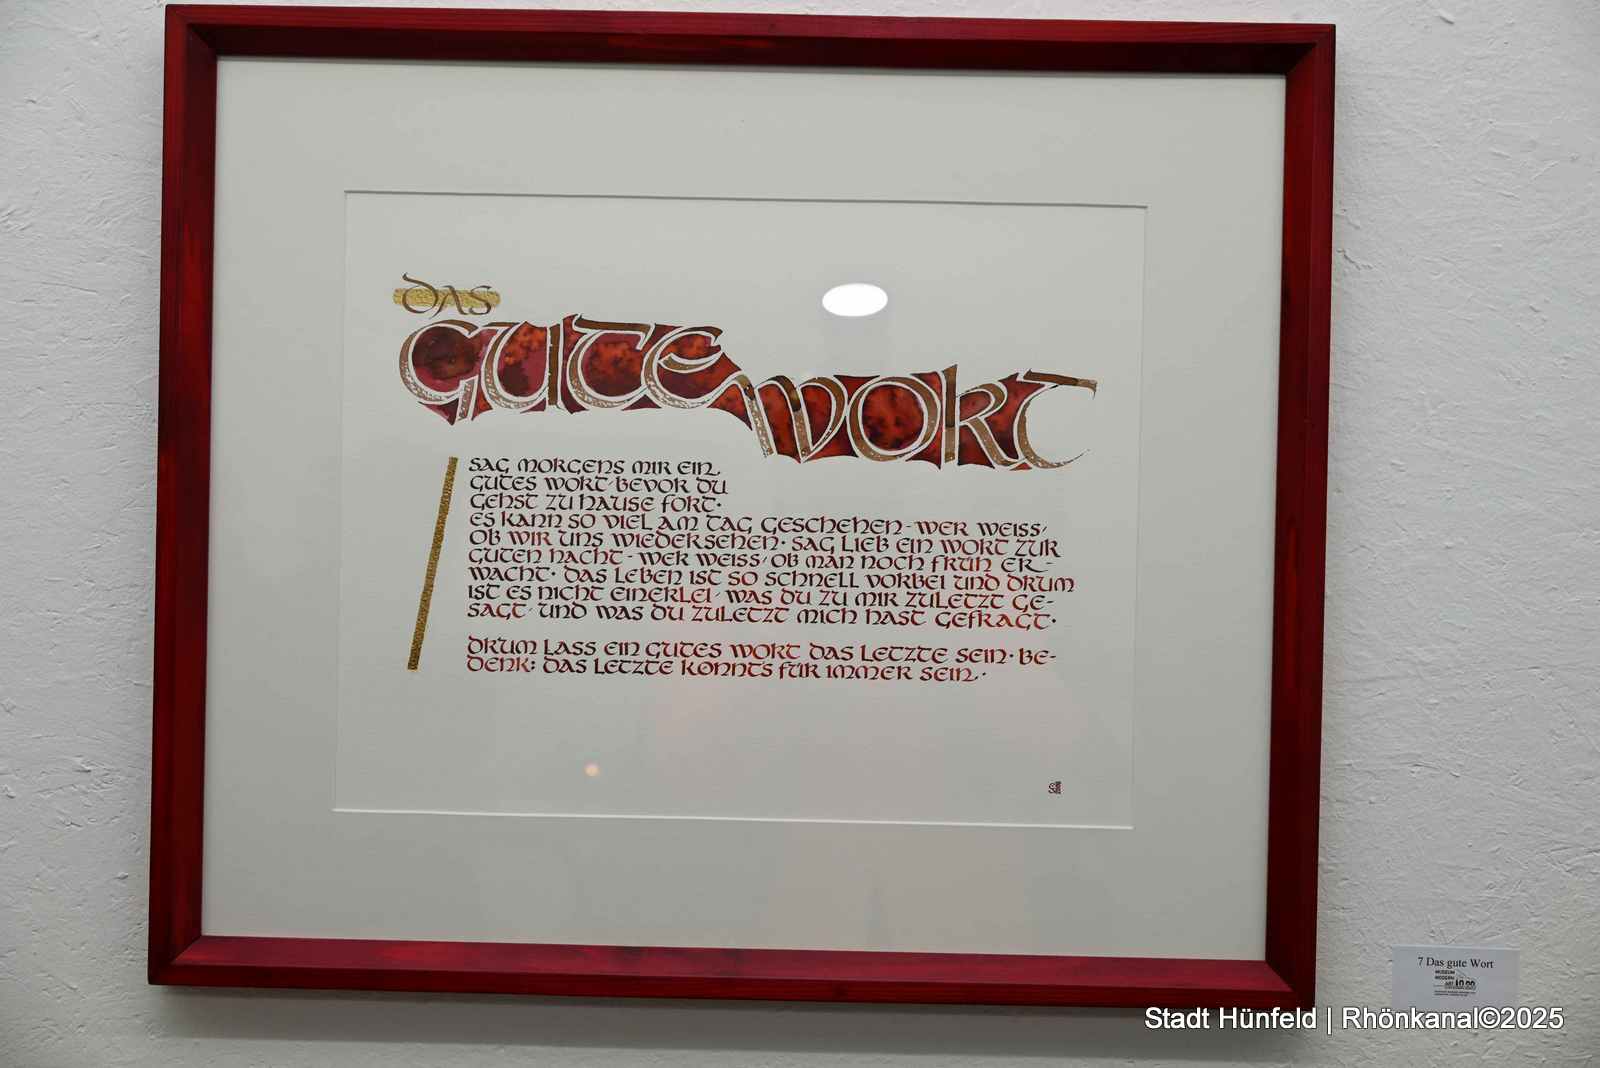 DAS
GUTE WORT
SAG MORGENS MIR EIN
GUTES WORT, BEVOR DU
GEHST ZU HAUSE FORT.
ES KANN SO VIEL AM TAG GESCHEHEN - WER WEISS,
OB WIR UNS WIEDERSEHEN. SAG LIEB EIN WORT ZUR
GUTEN NACHT - WER WEISS, OB MAN NOCH FRÜH ER-
WACHT. DAS LEBEN IST SO SCHNELL VORBEI UND DRUM
IST ES NICHT EINERLEI, WAS DU ZU MIR ZULETZT GE-
SAGT, UND WAS DU ZULETZT MICH HAST GEFRAGT.
DRUM LASS EIN GUTES WORT DAS LETZTE SEIN. BE-
DENK: DAS LETZTE KÖNNT'S FÜR IMMER SEIN..
7 Das gute Wort
MUSEUM
MODERN
ART
Stadt Hünfeld | Rhönkanal©2025